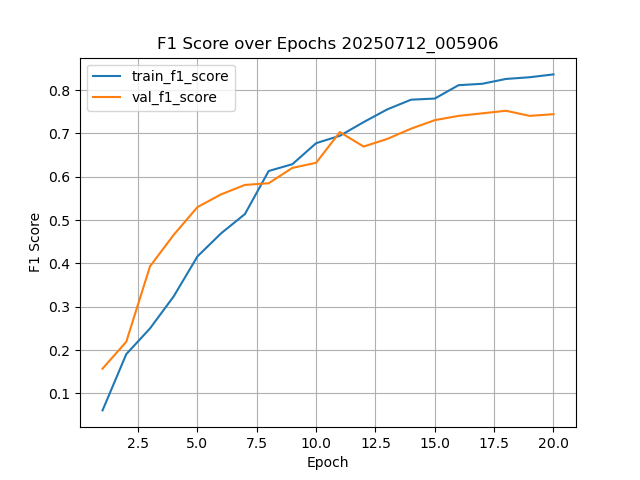 F1 Score over Epochs 20250712_005906
train_f1_score
val_f1_score
F1 Score
0.8
0.7
0.6
0.5
0.4
0.3
0.2
0.1
2.5 5.0 7.5 10.0 12.5 15.0 17.5 20.0
Epoch